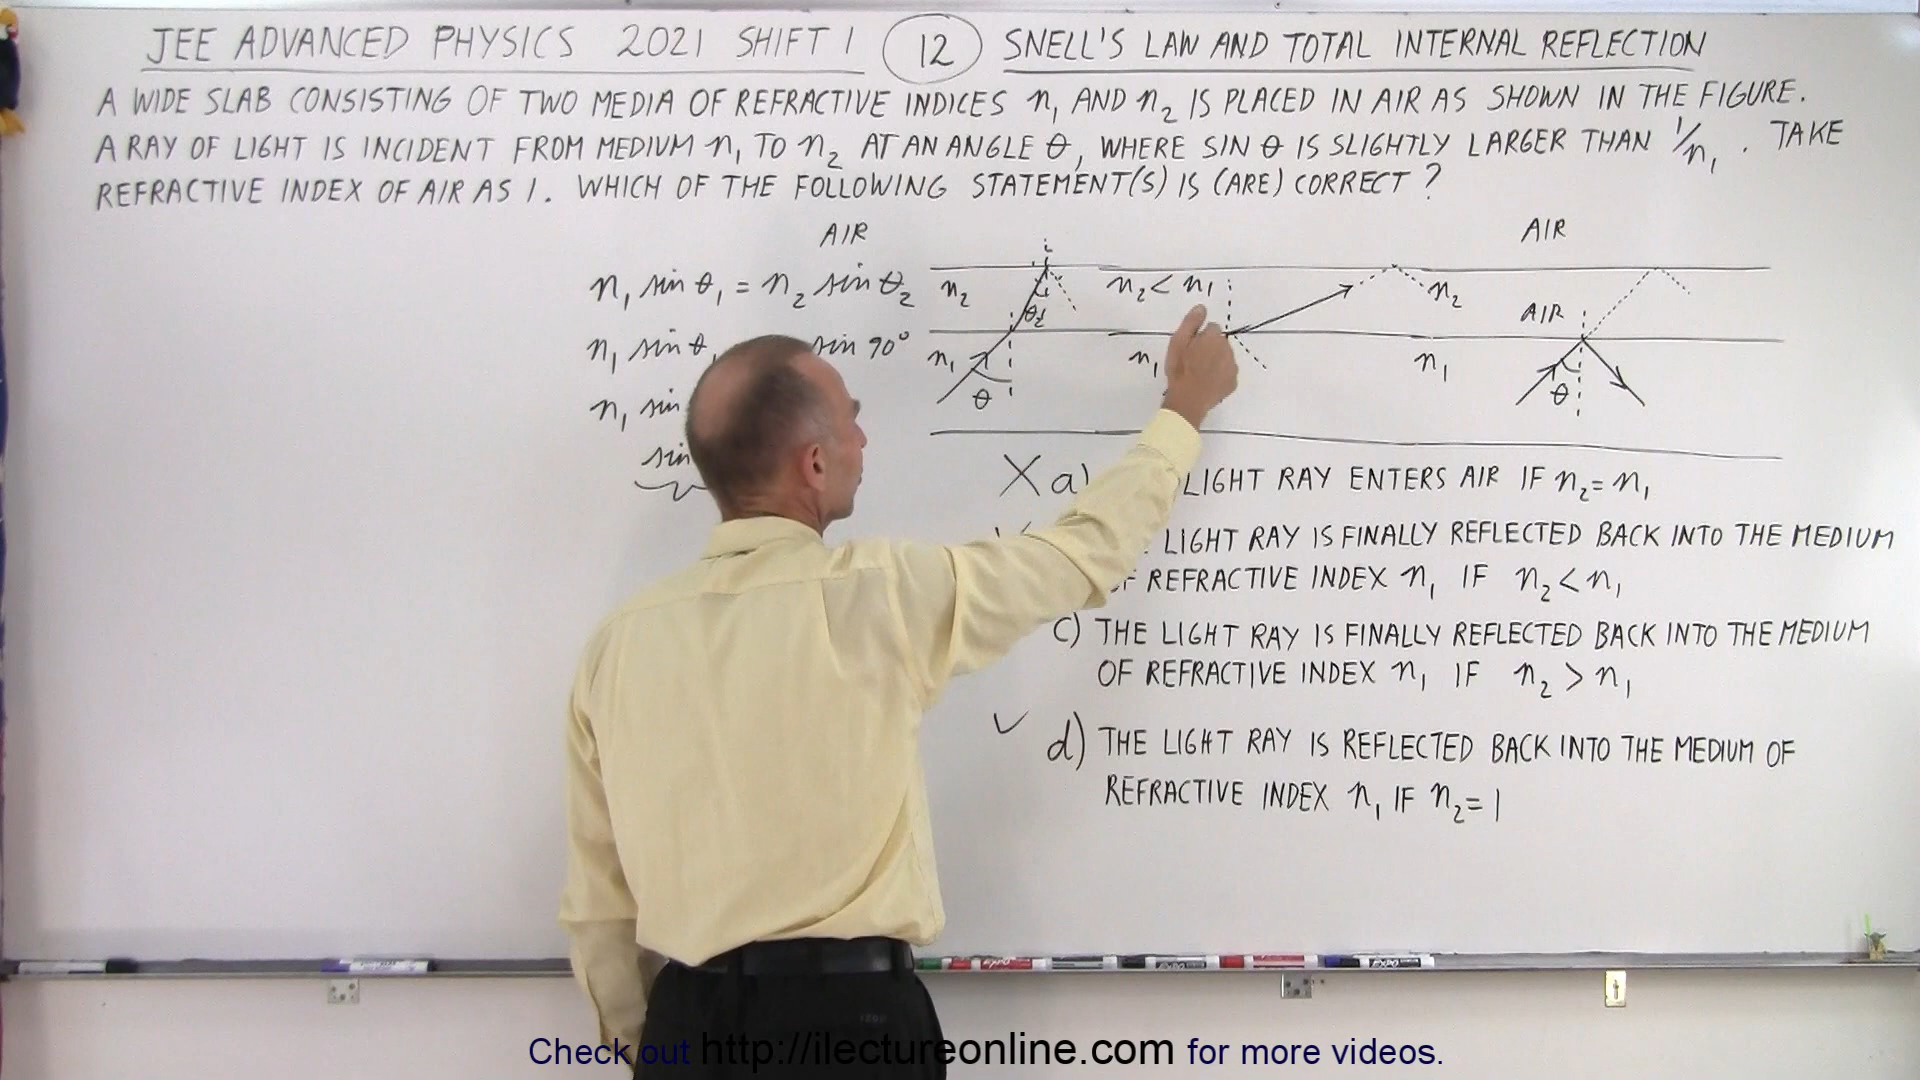 JEE ADVANCED PHYSICS 2021 SHIFT 1 12 SNELL'S LAW AND TOTAL INTERNAL REFLECTION
A WIDE SLAB CONSISTING OF TWO MEDIA OF REFRACTIVE INDICES n₁ AND n₂ IS PLACED IN AIR AS SHOWN IN THE FIGURE.
A RAY OF LIGHT IS INCIDENT FROM MEDIUM n₁ TO n₂ AT AN ANGLE θ, WHERE SIN θ IS SLIGHTLY LARGER THAN 1/n₁. TAKE
REFRACTIVE INDEX OF AIR AS 1. WHICH OF THE FOLLOWING STATEMENT(S) IS (ARE) CORRECT?
AIR AIR
n₁ sin θ₁ = n₂ sin θ₂ n₂ n₂ < n₁ n₂
θ₂ AIR
n₁ sin θ₁ sin 90° n₁ n₁ n₁
θ θ
n₁ sin
sin
X a) LIGHT RAY ENTERS AIR IF n₂ = n₁
LIGHT RAY IS FINALLY REFLECTED BACK INTO THE MEDIUM
OF REFRACTIVE INDEX n₁ IF n₂ < n₁
c) THE LIGHT RAY IS FINALLY REFLECTED BACK INTO THE MEDIUM
OF REFRACTIVE INDEX n₁ IF n₂ > n₁
✓ d) THE LIGHT RAY IS REFLECTED BACK INTO THE MEDIUM OF
REFRACTIVE INDEX n₁ IF n₂ = 1
EXPO
Check out http://ilectureonline.com for more videos.